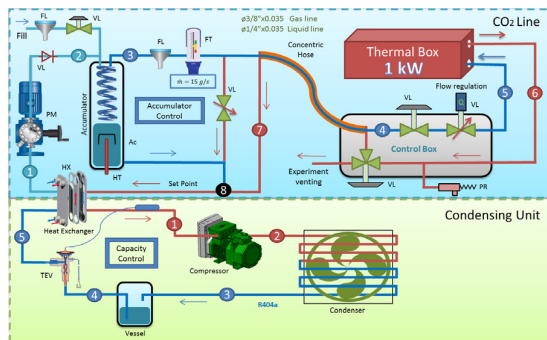 FL
VL
Fill
ø3/8"x0.035 Gas line
ø1/4"x0.035 Liquid line
CO₂ Line
VL
2
3
FL
FT
ṁ = 15 g/s
Concentric
Hose
Thermal Box
1 kW
Flow regulation
VL
VL
5
6
PM
Accumulator
Accumulator
Control
VL
7
4
Control Box
Ac
HT
1
HX
Set Point
8
Experiment
venting
VL
PR
Heat Exchanger
Condensing Unit
5
1
2
Capacity
Control
TEV
Compressor
4
3
R404a
Vessel
Condenser